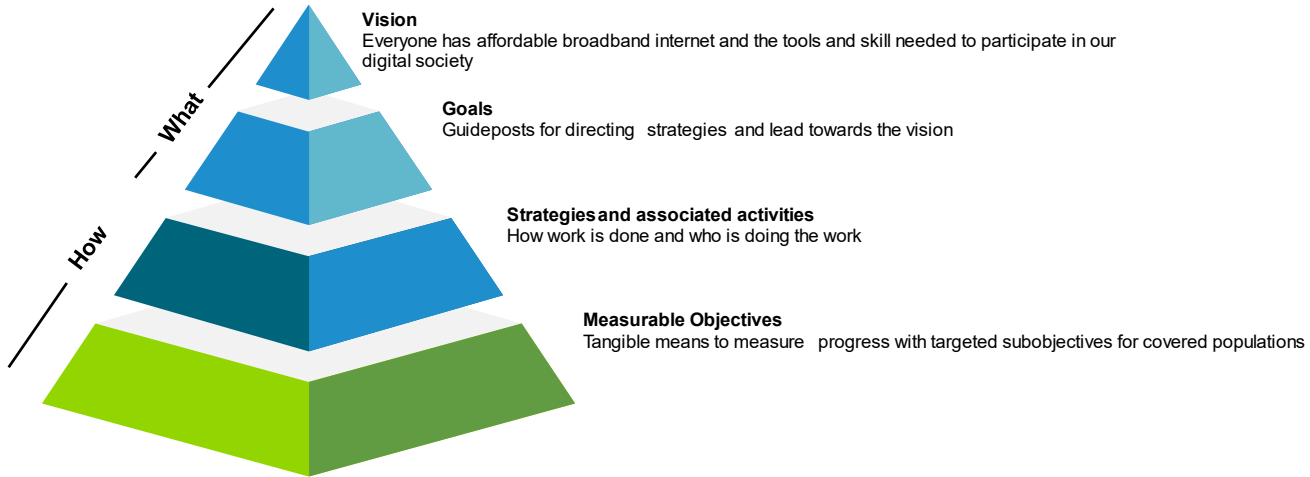 Vision
Everyone has affordable broadband internet and the tools and skill needed to participate in our
digital society
What
Goals
Guideposts for directing strategies and lead towards the vision
Strategies and associated activities
How work is done and who is doing the work
How
Measurable Objectives
Tangible means to measure progress with targeted subobjectives for covered populations